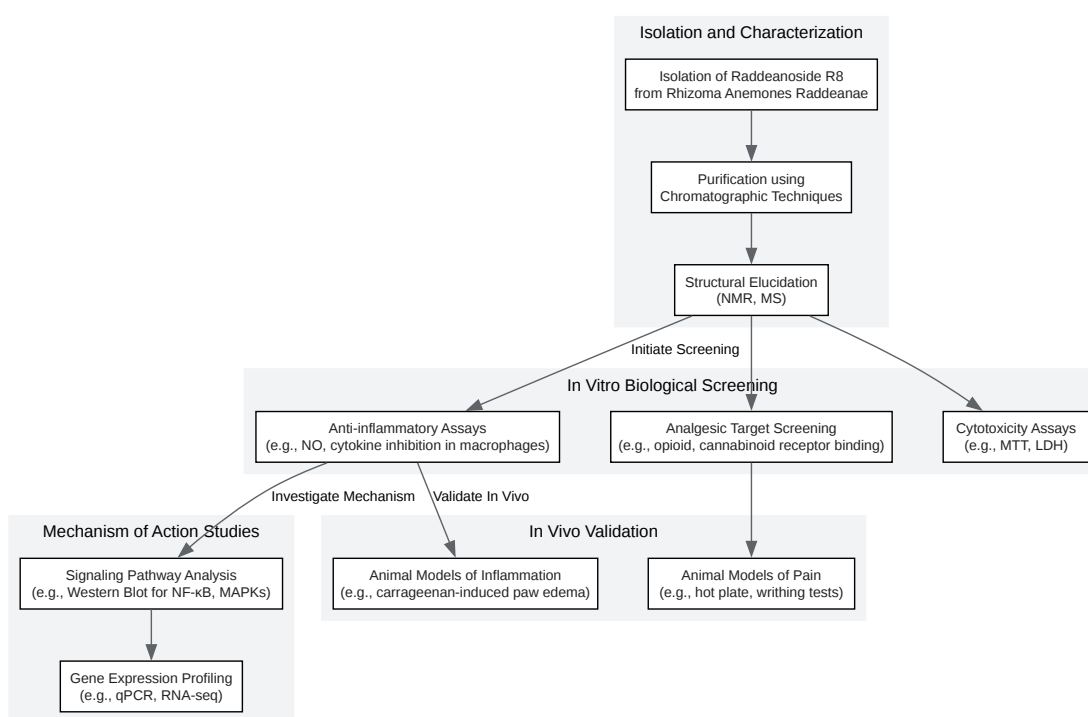 Isolation and Characterization
Isolation of Raddeanoside R8
from Rhizoma Anemones Raddeanae
Purification using
Chromatographic Techniques
Structural Elucidation
(NMR, MS)
Initiate Screening
In Vitro Biological Screening
Anti-inflammatory Assays
(e.g., NO, cytokine inhibition in macrophages)
Analgesic Target Screening
(e.g., opioid, cannabinoid receptor binding)
Cytotoxicity Assays
(e.g., MTT, LDH)
Investigate Mechanism
Validate In Vivo
Mechanism of Action Studies
Signaling Pathway Analysis
(e.g., Western Blot for NF-κB, MAPKs)
Gene Expression Profiling
(e.g., qPCR, RNA-seq)
In Vivo Validation
Animal Models of Inflammation
(e.g., carrageenan-induced paw edema)
Animal Models of Pain
(e.g., hot plate, writhing tests)